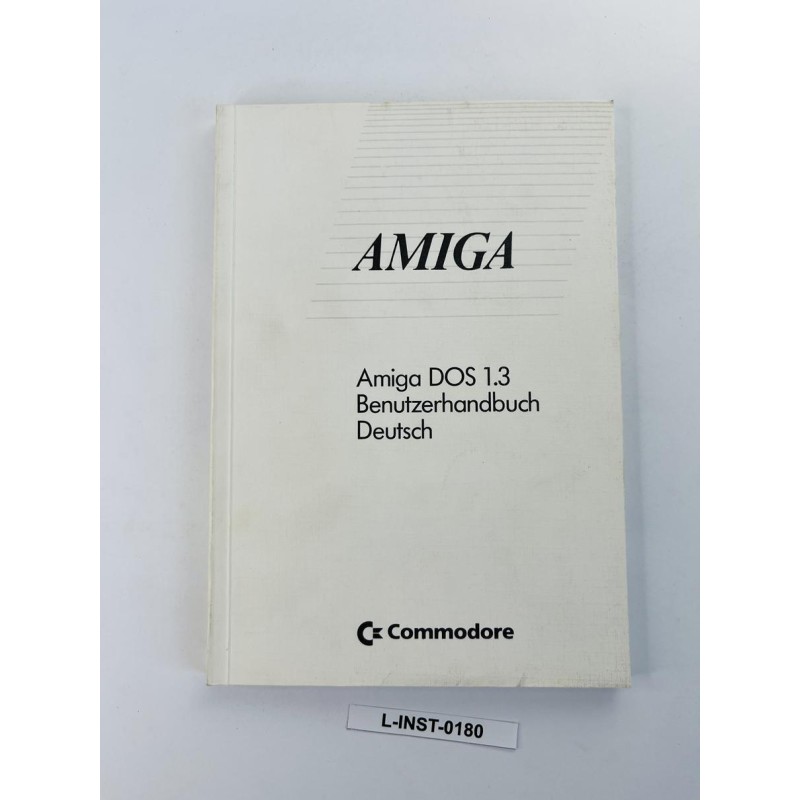 AMIGA
Amiga DOS 1.3
Benutzerhandbuch
Deutsch
Commodore
L-INST-0180